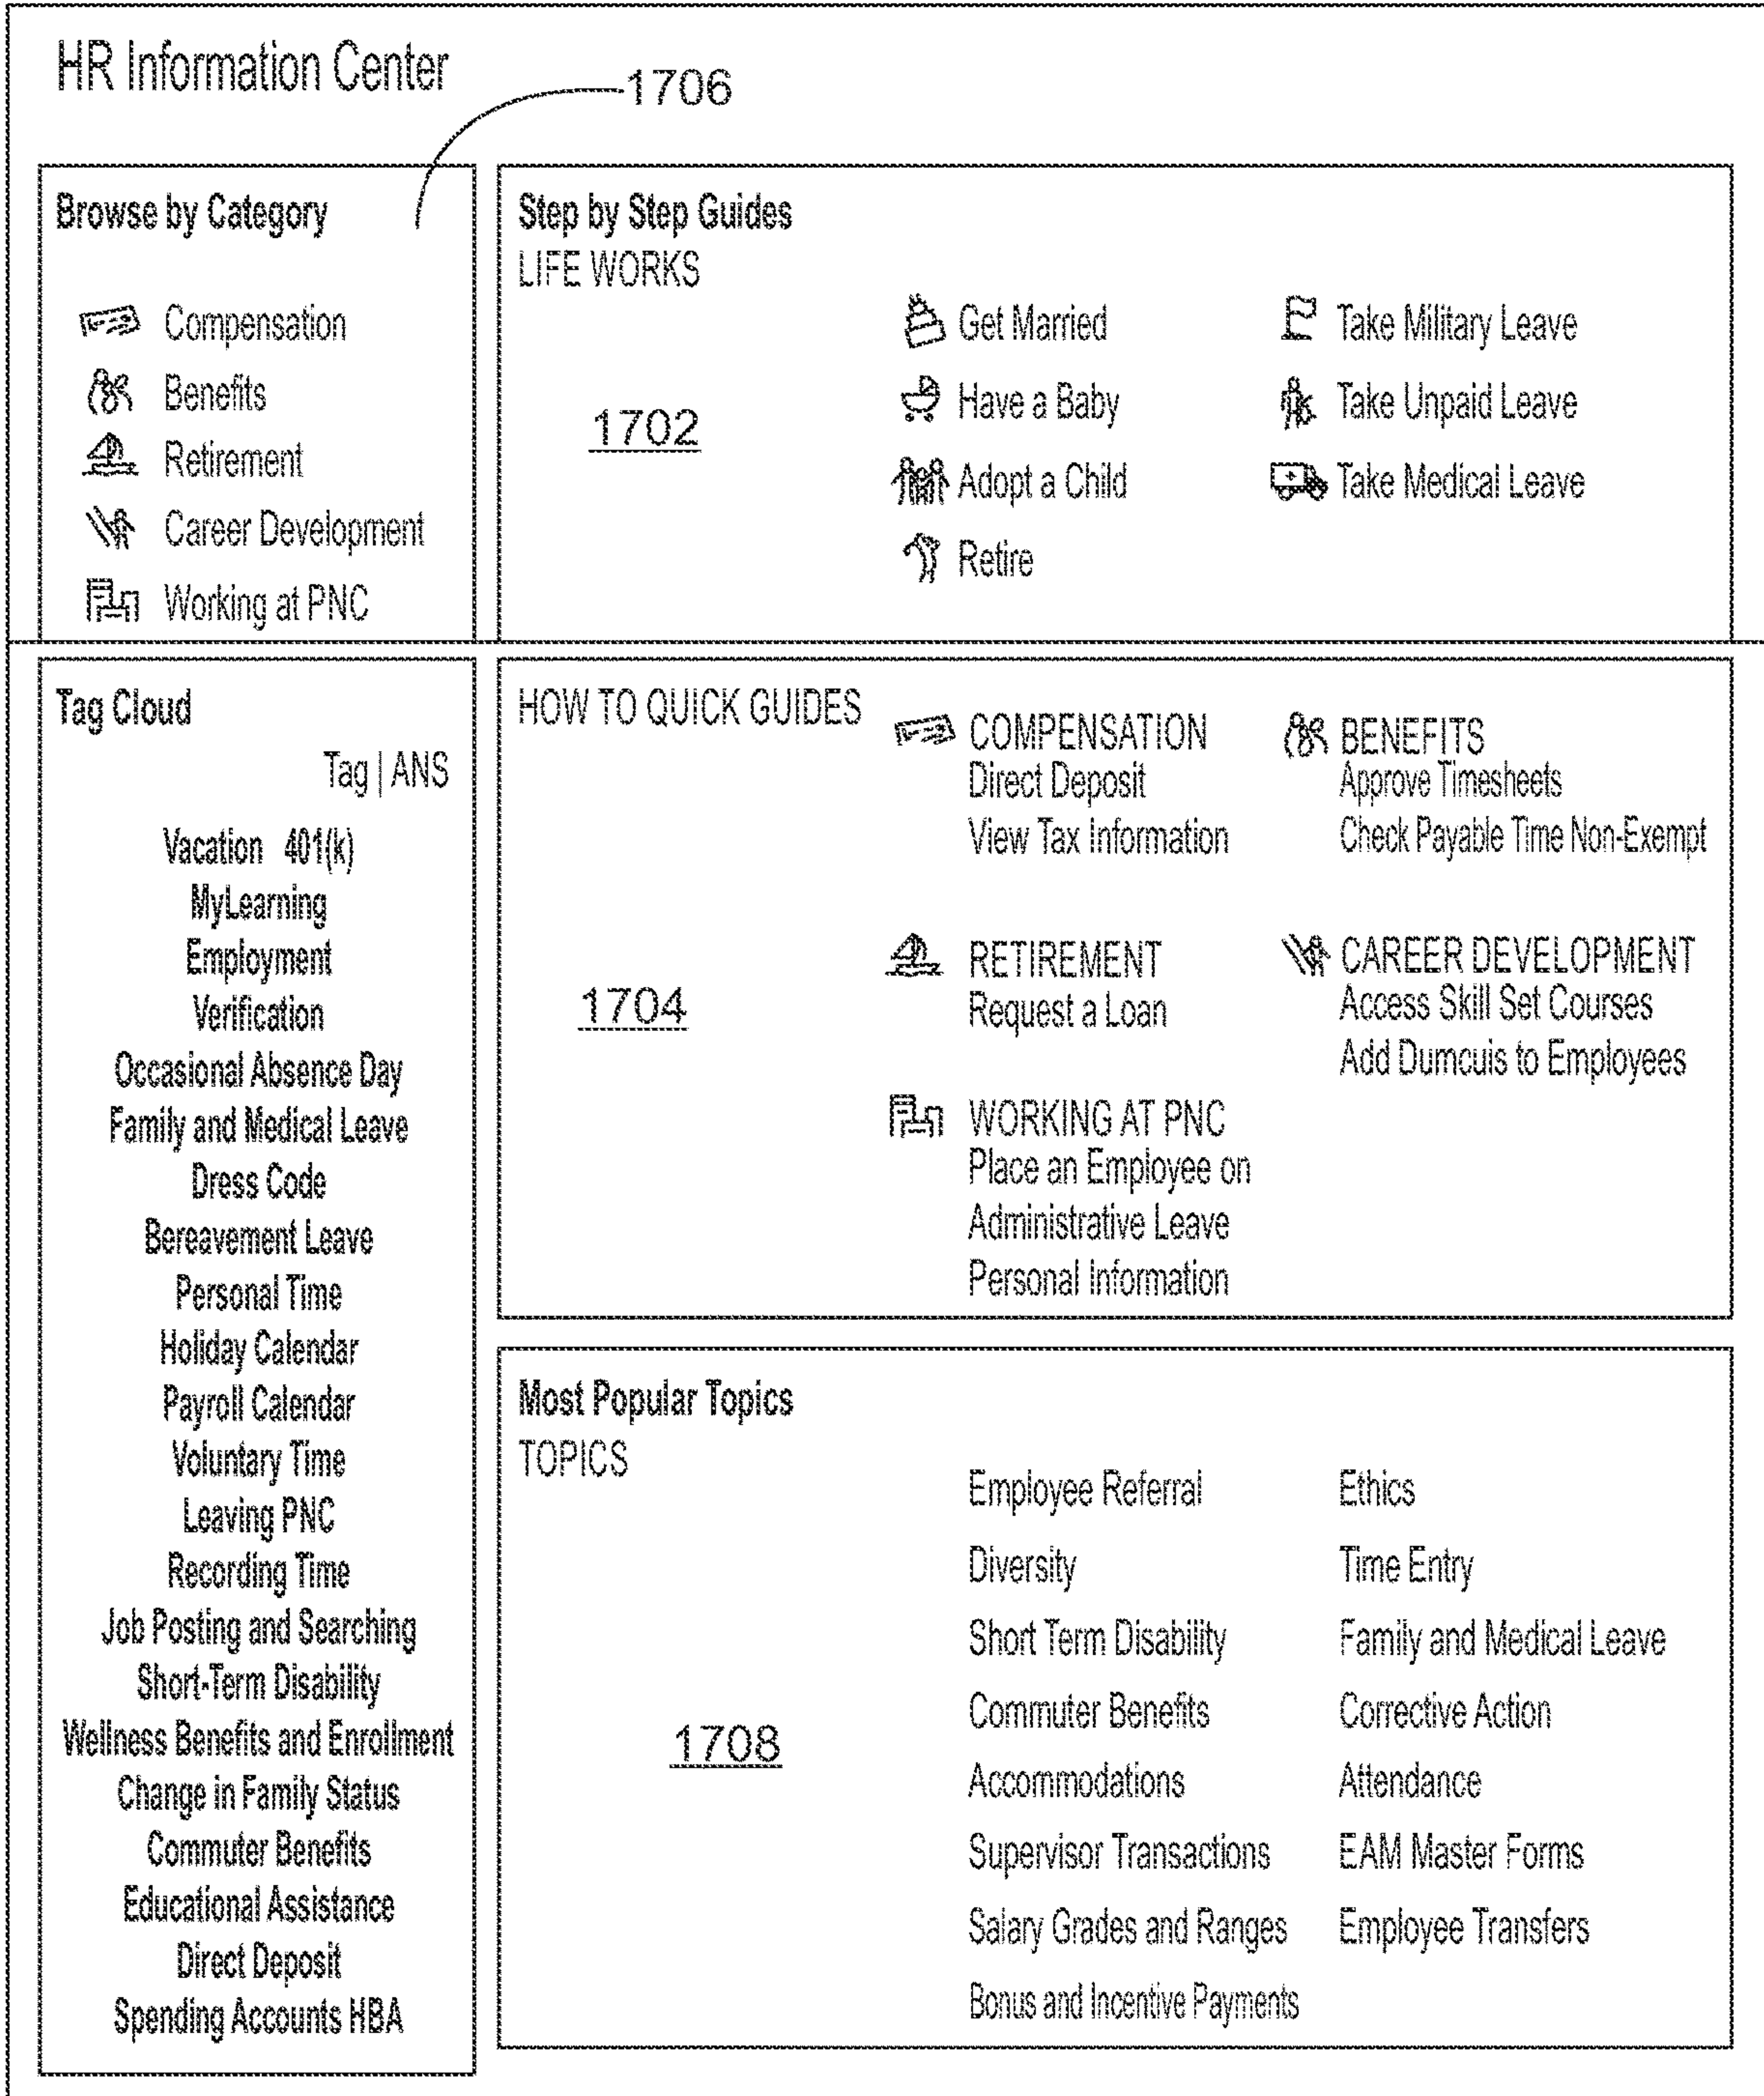 HR Information Center
1706
Browse by Category
Compensation
Benefits
Retirement
Career Development
Working at PNC
Step by Step Guides
LIFE WORKS
1702
Get Married
Have a Baby
Adopt a Child
Retire
Take Military Leave
Take Unpaid Leave
Take Medical Leave
Tag Cloud
Tag | ANS
Vacation 401(k)
MyLearning
Employment
Verification
Occasional Absence Day
Family and Medical Leave
Dress Code
Bereavement Leave
Personal Time
Holiday Calendar
Payroll Calendar
Voluntary Time
Leaving PNC
Recording Time
Job Posting and Searching
Short-Term Disability
Wellness Benefits and Enrollment
Change in Family Status
Commuter Benefits
Educational Assistance
Direct Deposit
Spending Accounts HBA
HOW TO QUICK GUIDES
1704
COMPENSATION
Direct Deposit
View Tax Information
BENEFITS
Approve Timesheets
Check Payable Time Non-Exempt
RETIREMENT
Request a Loan
CAREER DEVELOPMENT
Access Skill Set Courses
Add Dumcuis to Employees
WORKING AT PNC
Place an Employee on
Administrative Leave
Personal Information
Most Popular Topics
TOPICS
1708
Employee Referral
Diversity
Short Term Disability
Commuter Benefits
Accommodations
Supervisor Transactions
Salary Grades and Ranges
Bonus and Incentive Payments
Ethics
Time Entry
Family and Medical Leave
Corrective Action
Attendance
EAM Master Forms
Employee Transfers